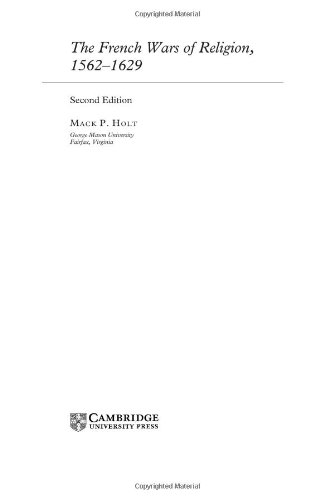 Copyrighted Material
The French Wars of Religion,
1562–1629
Second Edition
MACK P. HOLT
George Mason University
Fairfax, Virginia
CAMBRIDGE
UNIVERSITY PRESS
Copyrighted Material